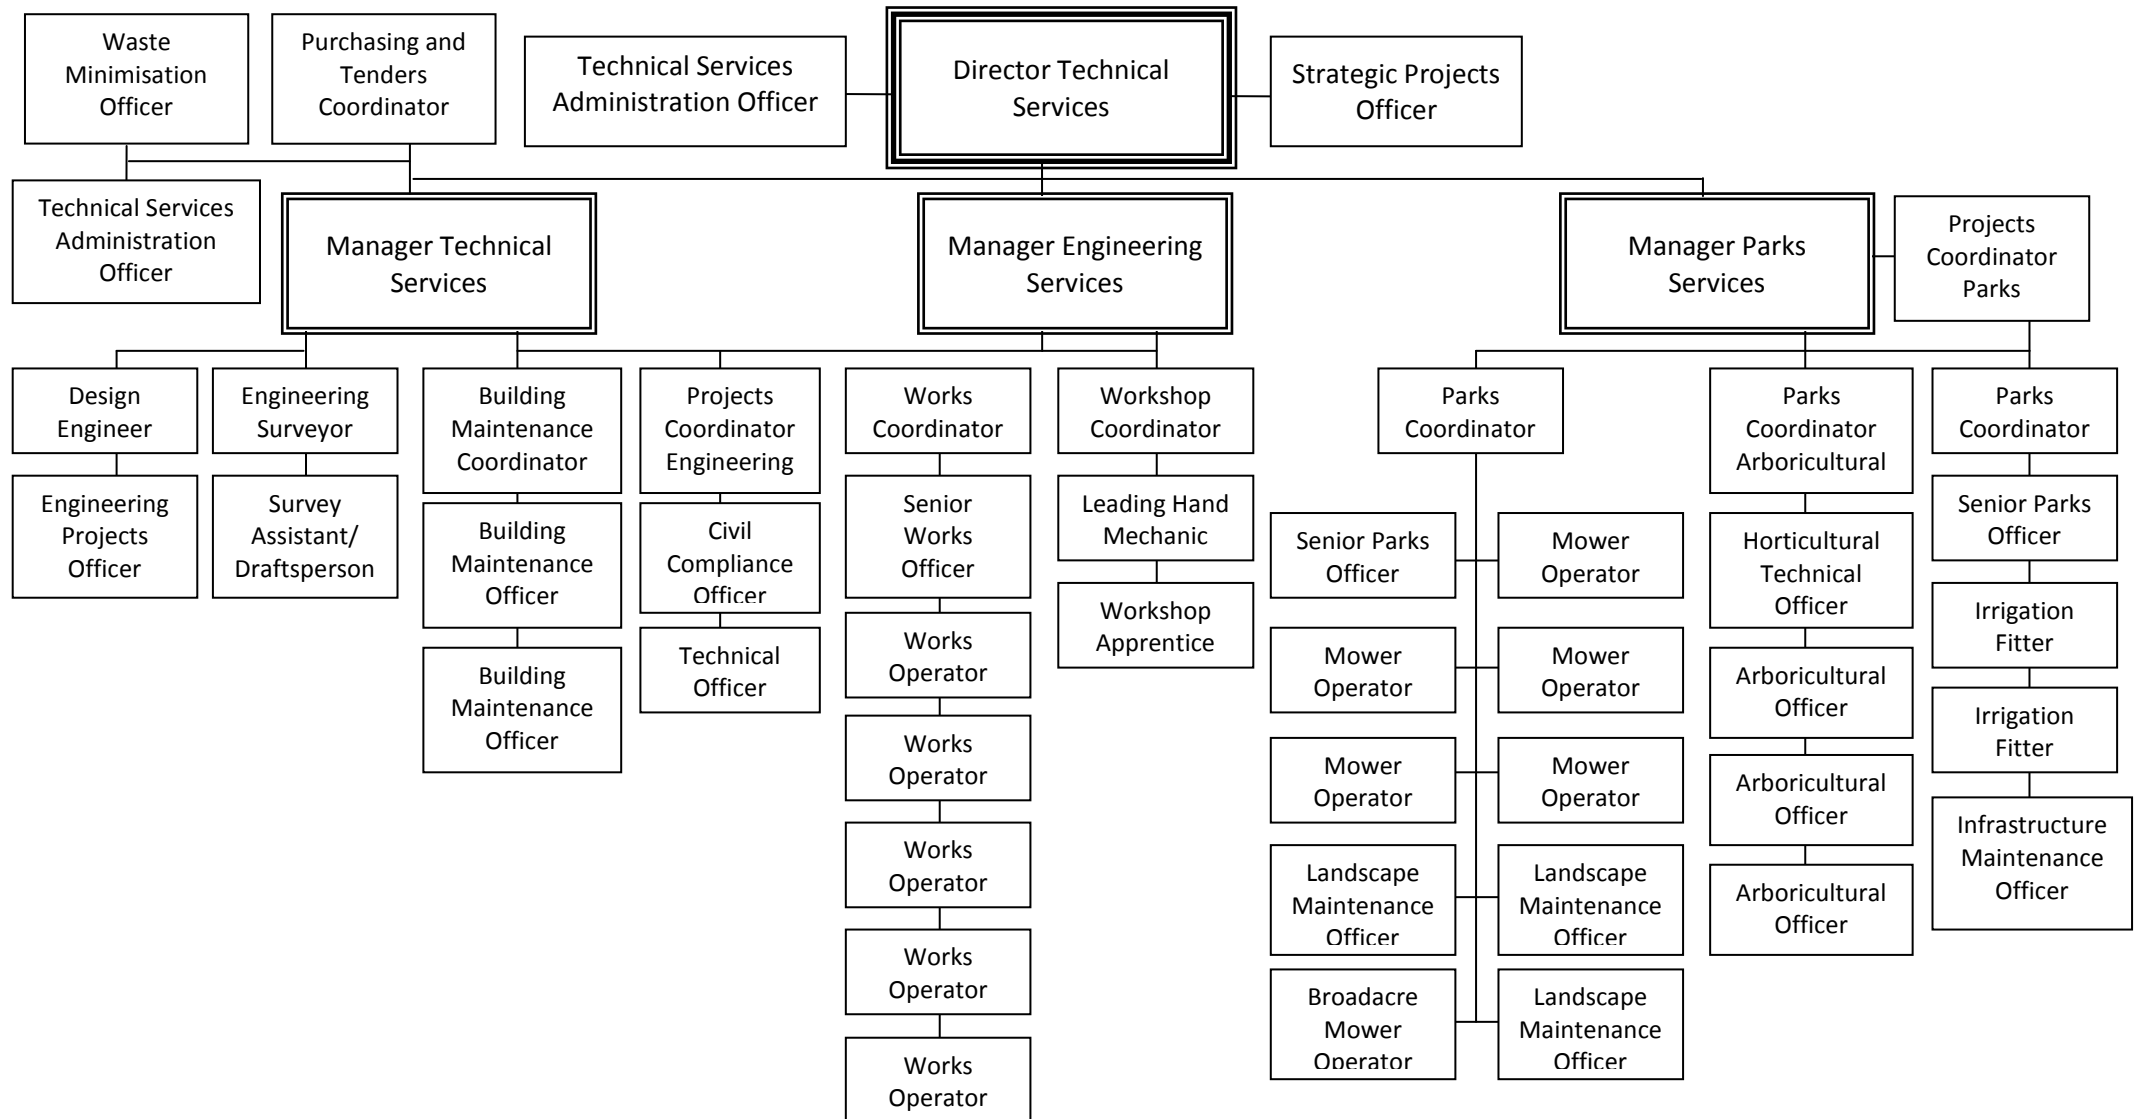 Waste
Minimisation
Officer
Purchasing and
Tenders
Coordinator
Technical Services
Administration Officer
Director Technical
Services
Strategic Projects
Officer
Technical Services
Administration
Officer
Manager Technical
Services
Manager Engineering
Services
Manager Parks
Services
Projects
Coordinator
Parks
Design
Engineer
Engineering
Surveyor
Building
Maintenance
Coordinator
Projects
Coordinator
Engineering
Works
Coordinator
Workshop
Coordinator
Parks
Coordinator
Parks
Coordinator
Arboricultural
Parks
Coordinator
Engineering
Projects
Officer
Survey
Assistant/
Draftsperson
Building
Maintenance
Officer
Civil
Compliance
Officer
Senior
Works
Officer
Leading Hand
Mechanic
Senior Parks
Officer
Mower
Operator
Horticultural
Technical
Officer
Senior Parks
Officer
Building
Maintenance
Officer
Technical
Officer
Works
Operator
Workshop
Apprentice
Mower
Operator
Mower
Operator
Arboricultural
Officer
Irrigation
Fitter
Works
Operator
Mower
Operator
Mower
Operator
Arboricultural
Officer
Irrigation
Fitter
Works
Operator
Landscape
Maintenance
Officer
Landscape
Maintenance
Officer
Arboricultural
Officer
Infrastructure
Maintenance
Officer
Works
Operator
Broadacre
Mower
Operator
Landscape
Maintenance
Officer
Works
Operator